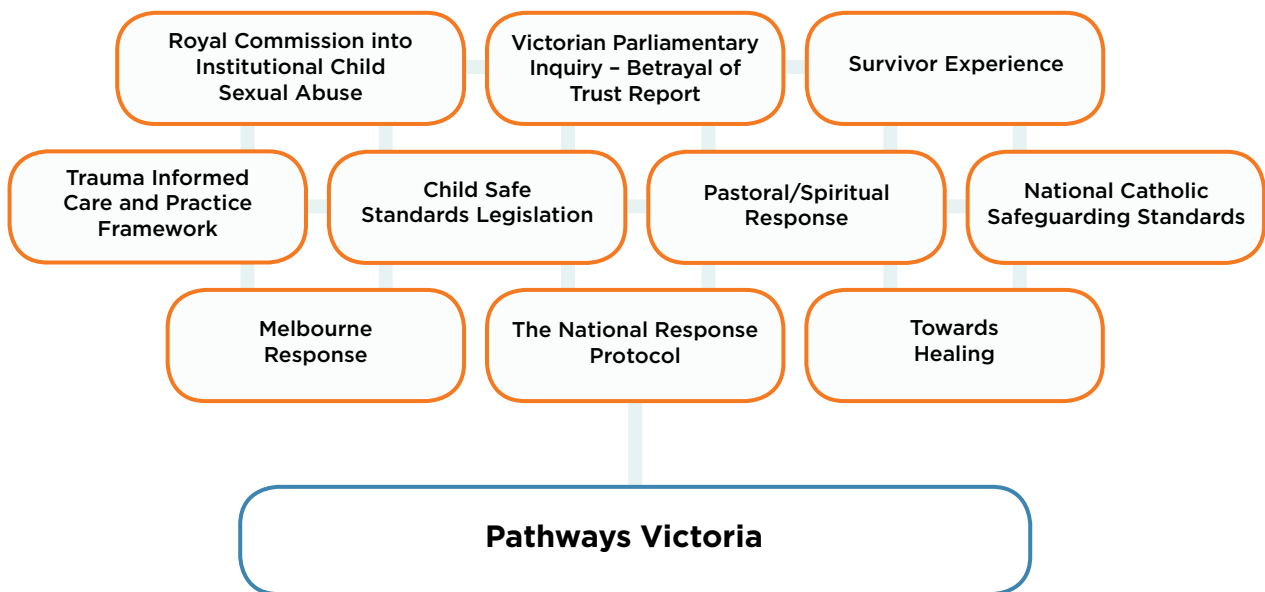 Royal Commission into
Institutional Child
Sexual Abuse
Victorian Parliamentary
Inquiry – Betrayal of
Trust Report
Survivor Experience
Trauma Informed
Care and Practice
Framework
Child Safe
Standards Legislation
Pastoral/Spiritual
Response
National Catholic
Safeguarding Standards
Melbourne
Response
The National Response
Protocol
Towards
Healing
Pathways Victoria